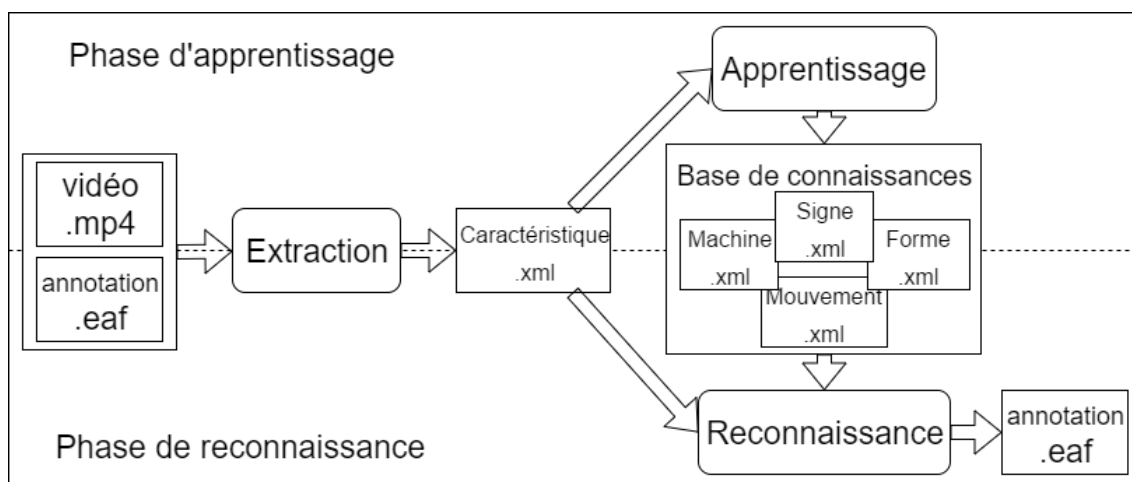 Phase d'apprentissage
Apprentissage
vidéo
.mp4
annotation
.eaf
Extraction
Caractéristique
.xml
Base de connaissances
Signe
.xml
Machine
.xml
Forme
.xml
Mouvement
.xml
Phase de reconnaissance
Reconnaissance
annotation
.eaf